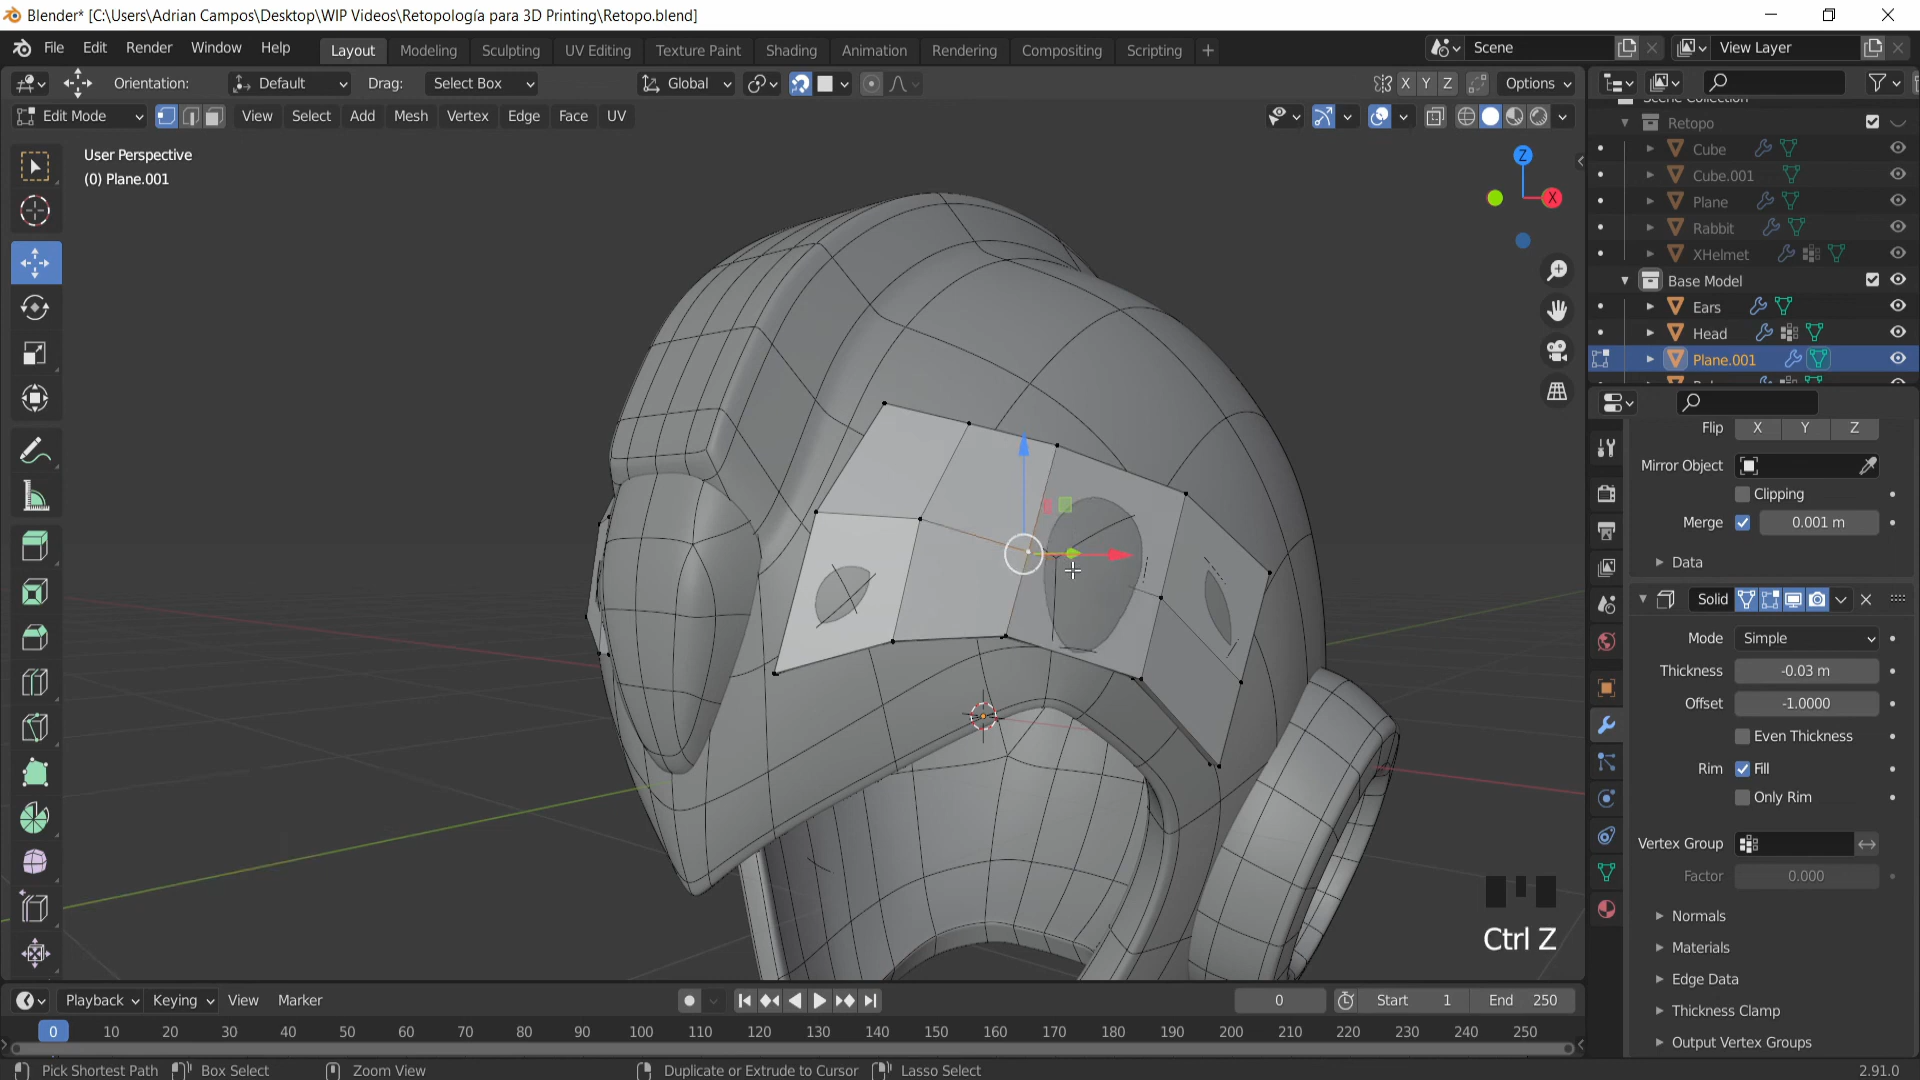 Blender* [C:\Users\Adrian Campos\Desktop\WIP Videos\Retopología para 3D Printing\Retopo.blend]
File Edit Render Window Help Layout Modeling Sculpting UV Editing Texture Paint Shading Animation Rendering Compositing Scripting + Scene View Layer
Orientation: Default Drag: Select Box Global X Y Z Options
Edit Mode View Select Add Mesh Vertex Edge Face UV
User Perspective
(0) Plane.001
Z
X
Scene Collection
Retopo
Cube
Cube.001
Plane
Rabbit
XHelmet
Base Model
Ears
Head
Plane.001
Flip X Y Z
Mirror Object
Clipping
Merge 0.001 m
Data
Solid
Mode Simple
Thickness -0.03 m
Offset -1.0000
Even Thickness
Rim Fill
Only Rim
Vertex Group
Factor 0.000
Normals
Materials
Edge Data
Thickness Clamp
Output Vertex Groups
Ctrl Z
Playback Keying View Marker 0 Start 1 End 250
0 10 20 30 40 50 60 70 80 90 100 110 120 130 140 150 160 170 180 190 200 210 220 230 240 250
Pick Shortest Path Box Select Zoom View Duplicate or Extrude to Cursor Lasso Select 2.91.0